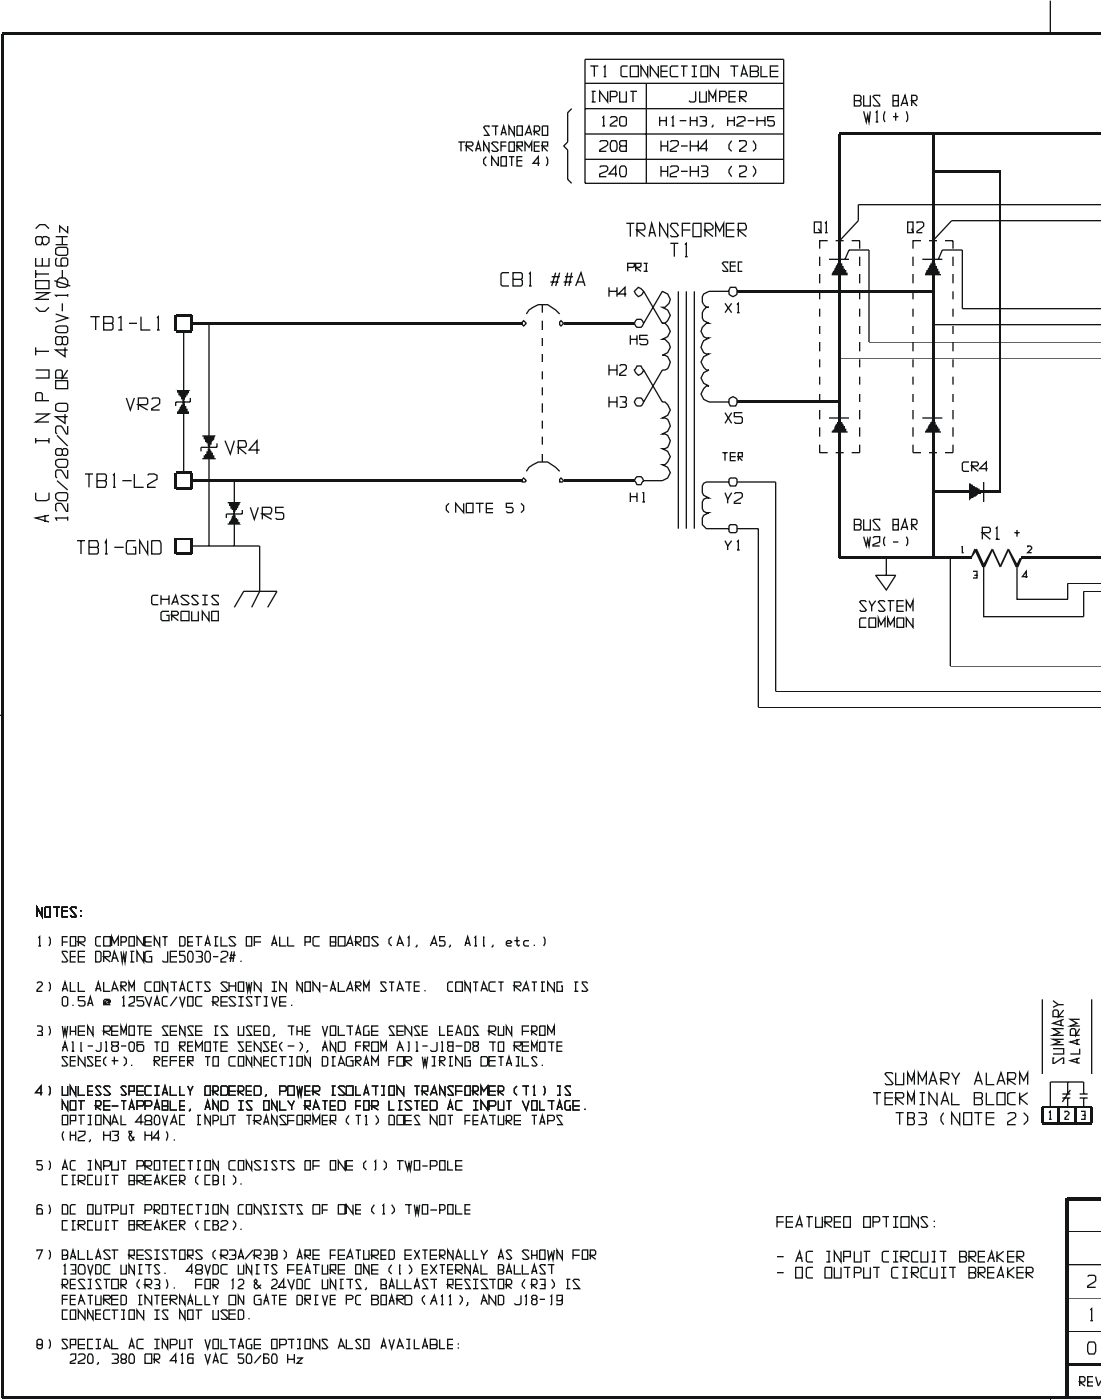 T1 CONNECTION TABLE
INPUT JUMPER
120 H1-H3, H2-H5
208 H2-H4 (2)
240 H2-H3 (2)
STANDARD
TRANSFORMER
(NOTE 4)
BUS BAR
W1(+)
AC INPUT (NOTE 8)
120/208/240 OR 480V-1Ø-60Hz
TRANSFORMER
T1
Q1
Q2
PRI
SEC
CB1 ##A
H4
X1
TB1-L1
H5
H2
H3
VR2
X5
VR4
TER
CR4
TB1-L2
H1
Y2
(NOTE 5)
VR5
BUS BAR
W2(-)
R1 +
1
2
3
4
TB1-GND
Y1
CHASSIS
GROUND
SYSTEM
COMMON
NOTES:
1) FOR COMPONENT DETAILS OF ALL PC BOARDS (A1, A5, A11, etc.)
SEE DRAWING JE5030-2#.
2) ALL ALARM CONTACTS SHOWN IN NON-ALARM STATE. CONTACT RATING IS
0.5A @ 125VAC/VDC RESISTIVE.
3) WHEN REMOTE SENSE IS USED, THE VOLTAGE SENSE LEADS RUN FROM
A11-J18-06 TO REMOTE SENSE(-), AND FROM A11-J18-08 TO REMOTE
SENSE(+). REFER TO CONNECTION DIAGRAM FOR WIRING DETAILS.
4) UNLESS SPECIALLY ORDERED, POWER ISOLATION TRANSFORMER (T1) IS
NOT RE-TAPPABLE, AND IS ONLY RATED FOR LISTED AC INPUT VOLTAGE.
OPTIONAL 480VAC INPUT TRANSFORMER (T1) DOES NOT FEATURE TAPS
(H2, H3 & H4).
5) AC INPUT PROTECTION CONSISTS OF ONE (1) TWO-POLE
CIRCUIT BREAKER (CB1).
6) DC OUTPUT PROTECTION CONSISTS OF ONE (1) TWO-POLE
CIRCUIT BREAKER (CB2).
7) BALLAST RESISTORS (R3A/R3B) ARE FEATURED EXTERNALLY AS SHOWN FOR
130VDC UNITS. 48VDC UNITS FEATURE ONE (1) EXTERNAL BALLAST
RESISTOR (R3). FOR 12 & 24VDC UNITS, BALLAST RESISTOR (R3) IS
FEATURED INTERNALLY ON GATE DRIVE PC BOARD (A11), AND J18-19
CONNECTION IS NOT USED.
8) SPECIAL AC INPUT VOLTAGE OPTIONS ALSO AVAILABLE:
220, 380 OR 416 VAC 50/60 Hz
SUMMARY
ALARM
SUMMARY ALARM
TERMINAL BLOCK
TB3 (NOTE 2)
1 2 3
FEATURED OPTIONS:
- AC INPUT CIRCUIT BREAKER
- DC OUTPUT CIRCUIT BREAKER
2
1
0
REV